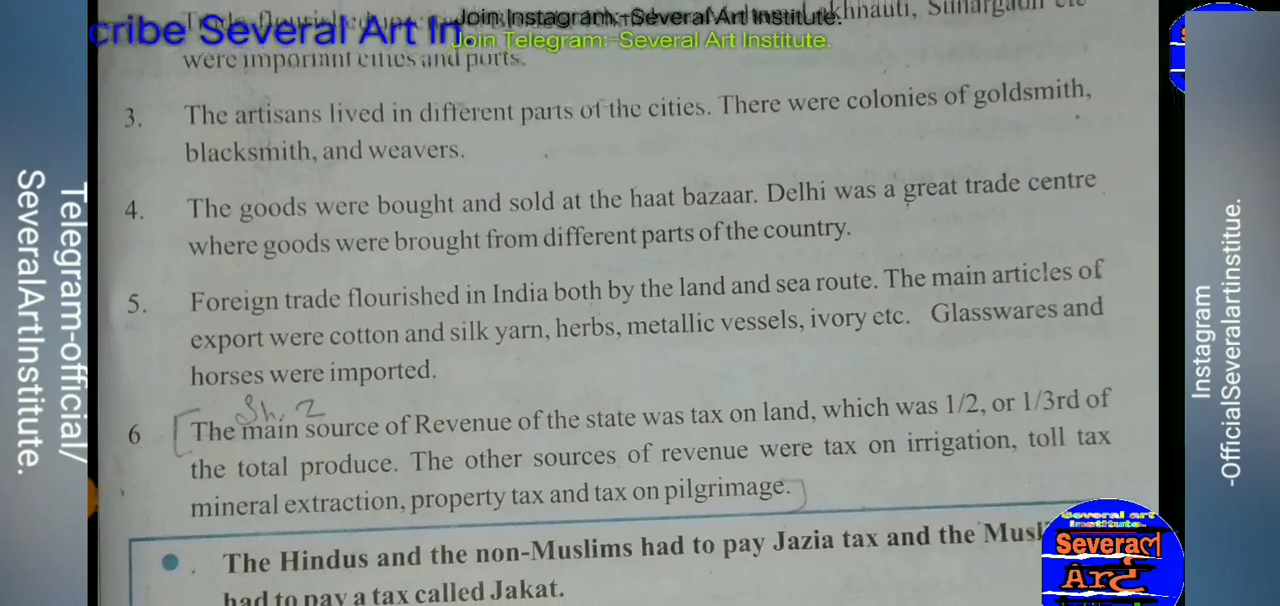 cribe Several Art In
Join Instagram:-Several Art Institute.
Join Telegram:-Several Art Institute.
were important cities and ports.
3. The artisans lived in different parts of the cities. There were colonies of goldsmith,
blacksmith, and weavers.
4. The goods were bought and sold at the haat bazaar. Delhi was a great trade centre
where goods were brought from different parts of the country.
5. Foreign trade flourished in India both by the land and sea route. The main articles of
export were cotton and silk yarn, herbs, metallic vessels, ivory etc. Glasswares and
horses were imported.
Sh. 2
6 The main source of Revenue of the state was tax on land, which was 1/2, or 1/3rd of
the total produce. The other sources of revenue were tax on irrigation, toll tax
mineral extraction, property tax and tax on pilgrimage.
• The Hindus and the non-Muslims had to pay Jazia tax and the Musl
had to pay a tax called Jakat.
Telegram-official/
SeveralArtInstitute.
Instagram
-OfficialSeveralartinstitue.
Several art
institute.
Several
Art